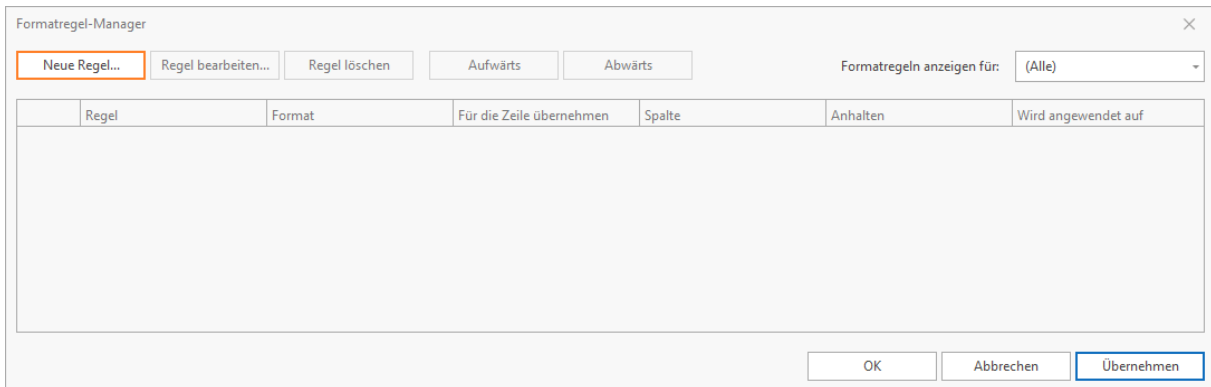 Formatregel-Manager
Neue Regel... Regel bearbeiten... Regel löschen Aufwärts Abwärts Formatregeln anzeigen für: (Alle)
Regel Format Für die Zeile übernehmen Spalte Anhalten Wird angewendet auf
OK Abbrechen Übernehmen